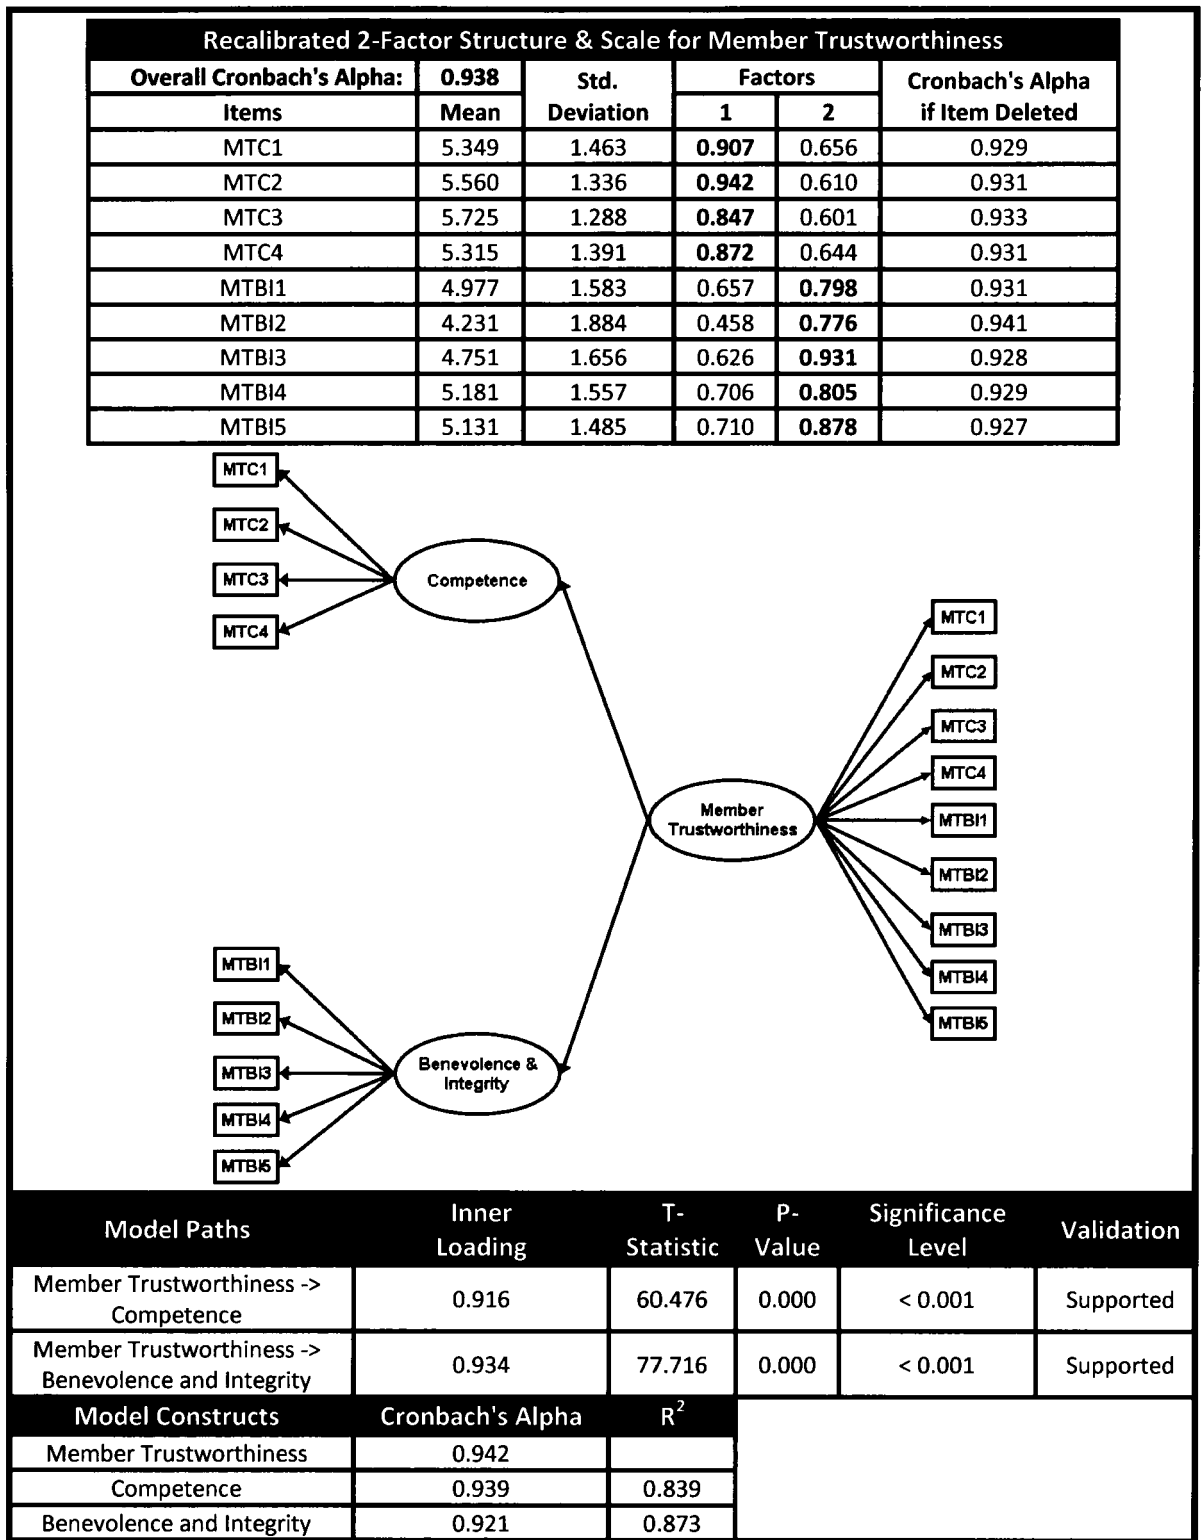 Recalibrated 2-Factor Structure & Scale for Member Trustworthiness
Overall Cronbach's Alpha: 0.938 Std. Deviation Factors Cronbach's Alpha if Item Deleted
Items Mean 1 2
MTC1 5.349 1.463 0.907 0.656 0.929
MTC2 5.560 1.336 0.942 0.610 0.931
MTC3 5.725 1.288 0.847 0.601 0.933
MTC4 5.315 1.391 0.872 0.644 0.931
MTBI1 4.977 1.583 0.657 0.798 0.931
MTBI2 4.231 1.884 0.458 0.776 0.941
MTBI3 4.751 1.656 0.626 0.931 0.928
MTBI4 5.181 1.557 0.706 0.805 0.929
MTBI5 5.131 1.485 0.710 0.878 0.927
MTC1
MTC2
MTC3
MTC4
Competence
MTBI1
MTBI2
MTBI3
MTBI4
MTBI5
Benevolence &
Integrity
Member
Trustworthiness
MTC1
MTC2
MTC3
MTC4
MTBI1
MTBI2
MTBI3
MTBI4
MTBI5
Model Paths Inner Loading T-Statistic P-Value Significance Level Validation
Member Trustworthiness -> Competence 0.916 60.476 0.000 < 0.001 Supported
Member Trustworthiness -> Benevolence and Integrity 0.934 77.716 0.000 < 0.001 Supported
Model Constructs Cronbach's Alpha R²
Member Trustworthiness 0.942
Competence 0.939 0.839
Benevolence and Integrity 0.921 0.873